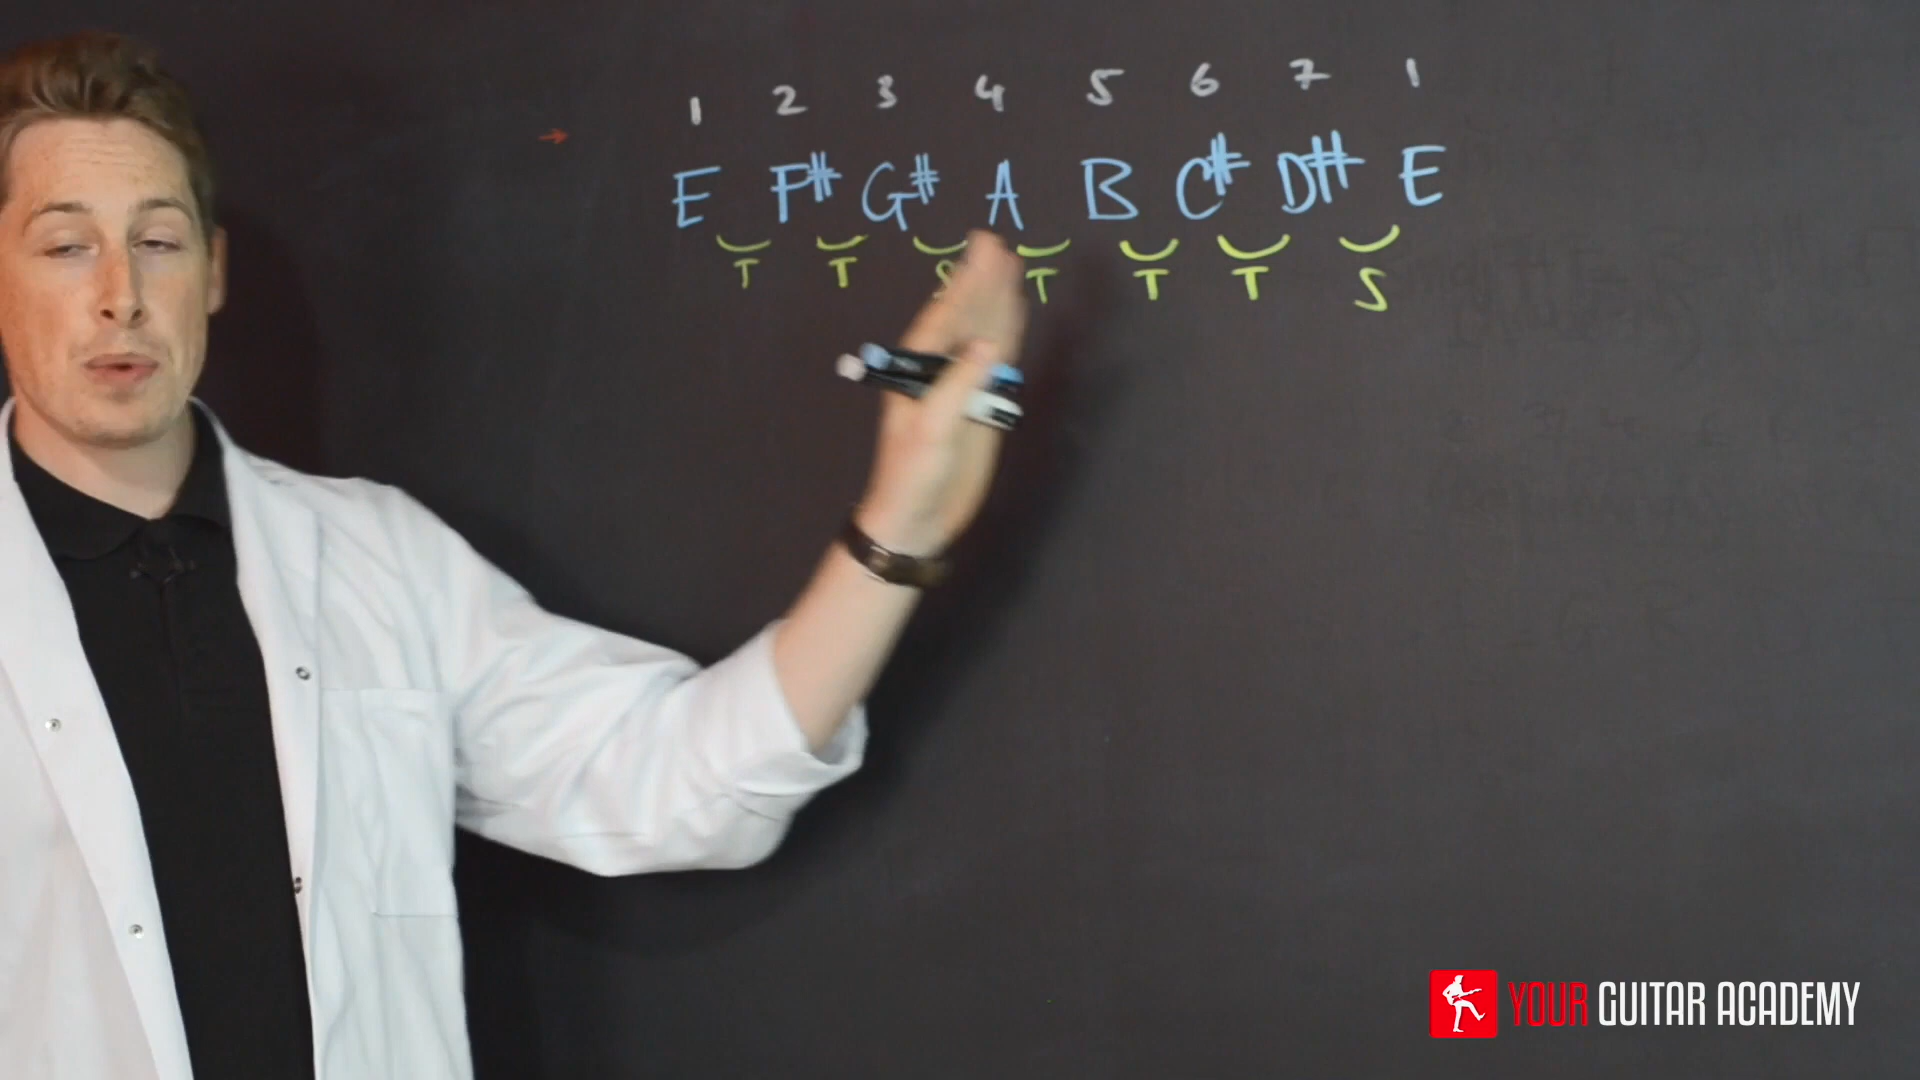 1 2 3 4 5 6 7 1
E F# G# A B C# D# E
T T S T T T S
YOUR GUITAR ACADEMY